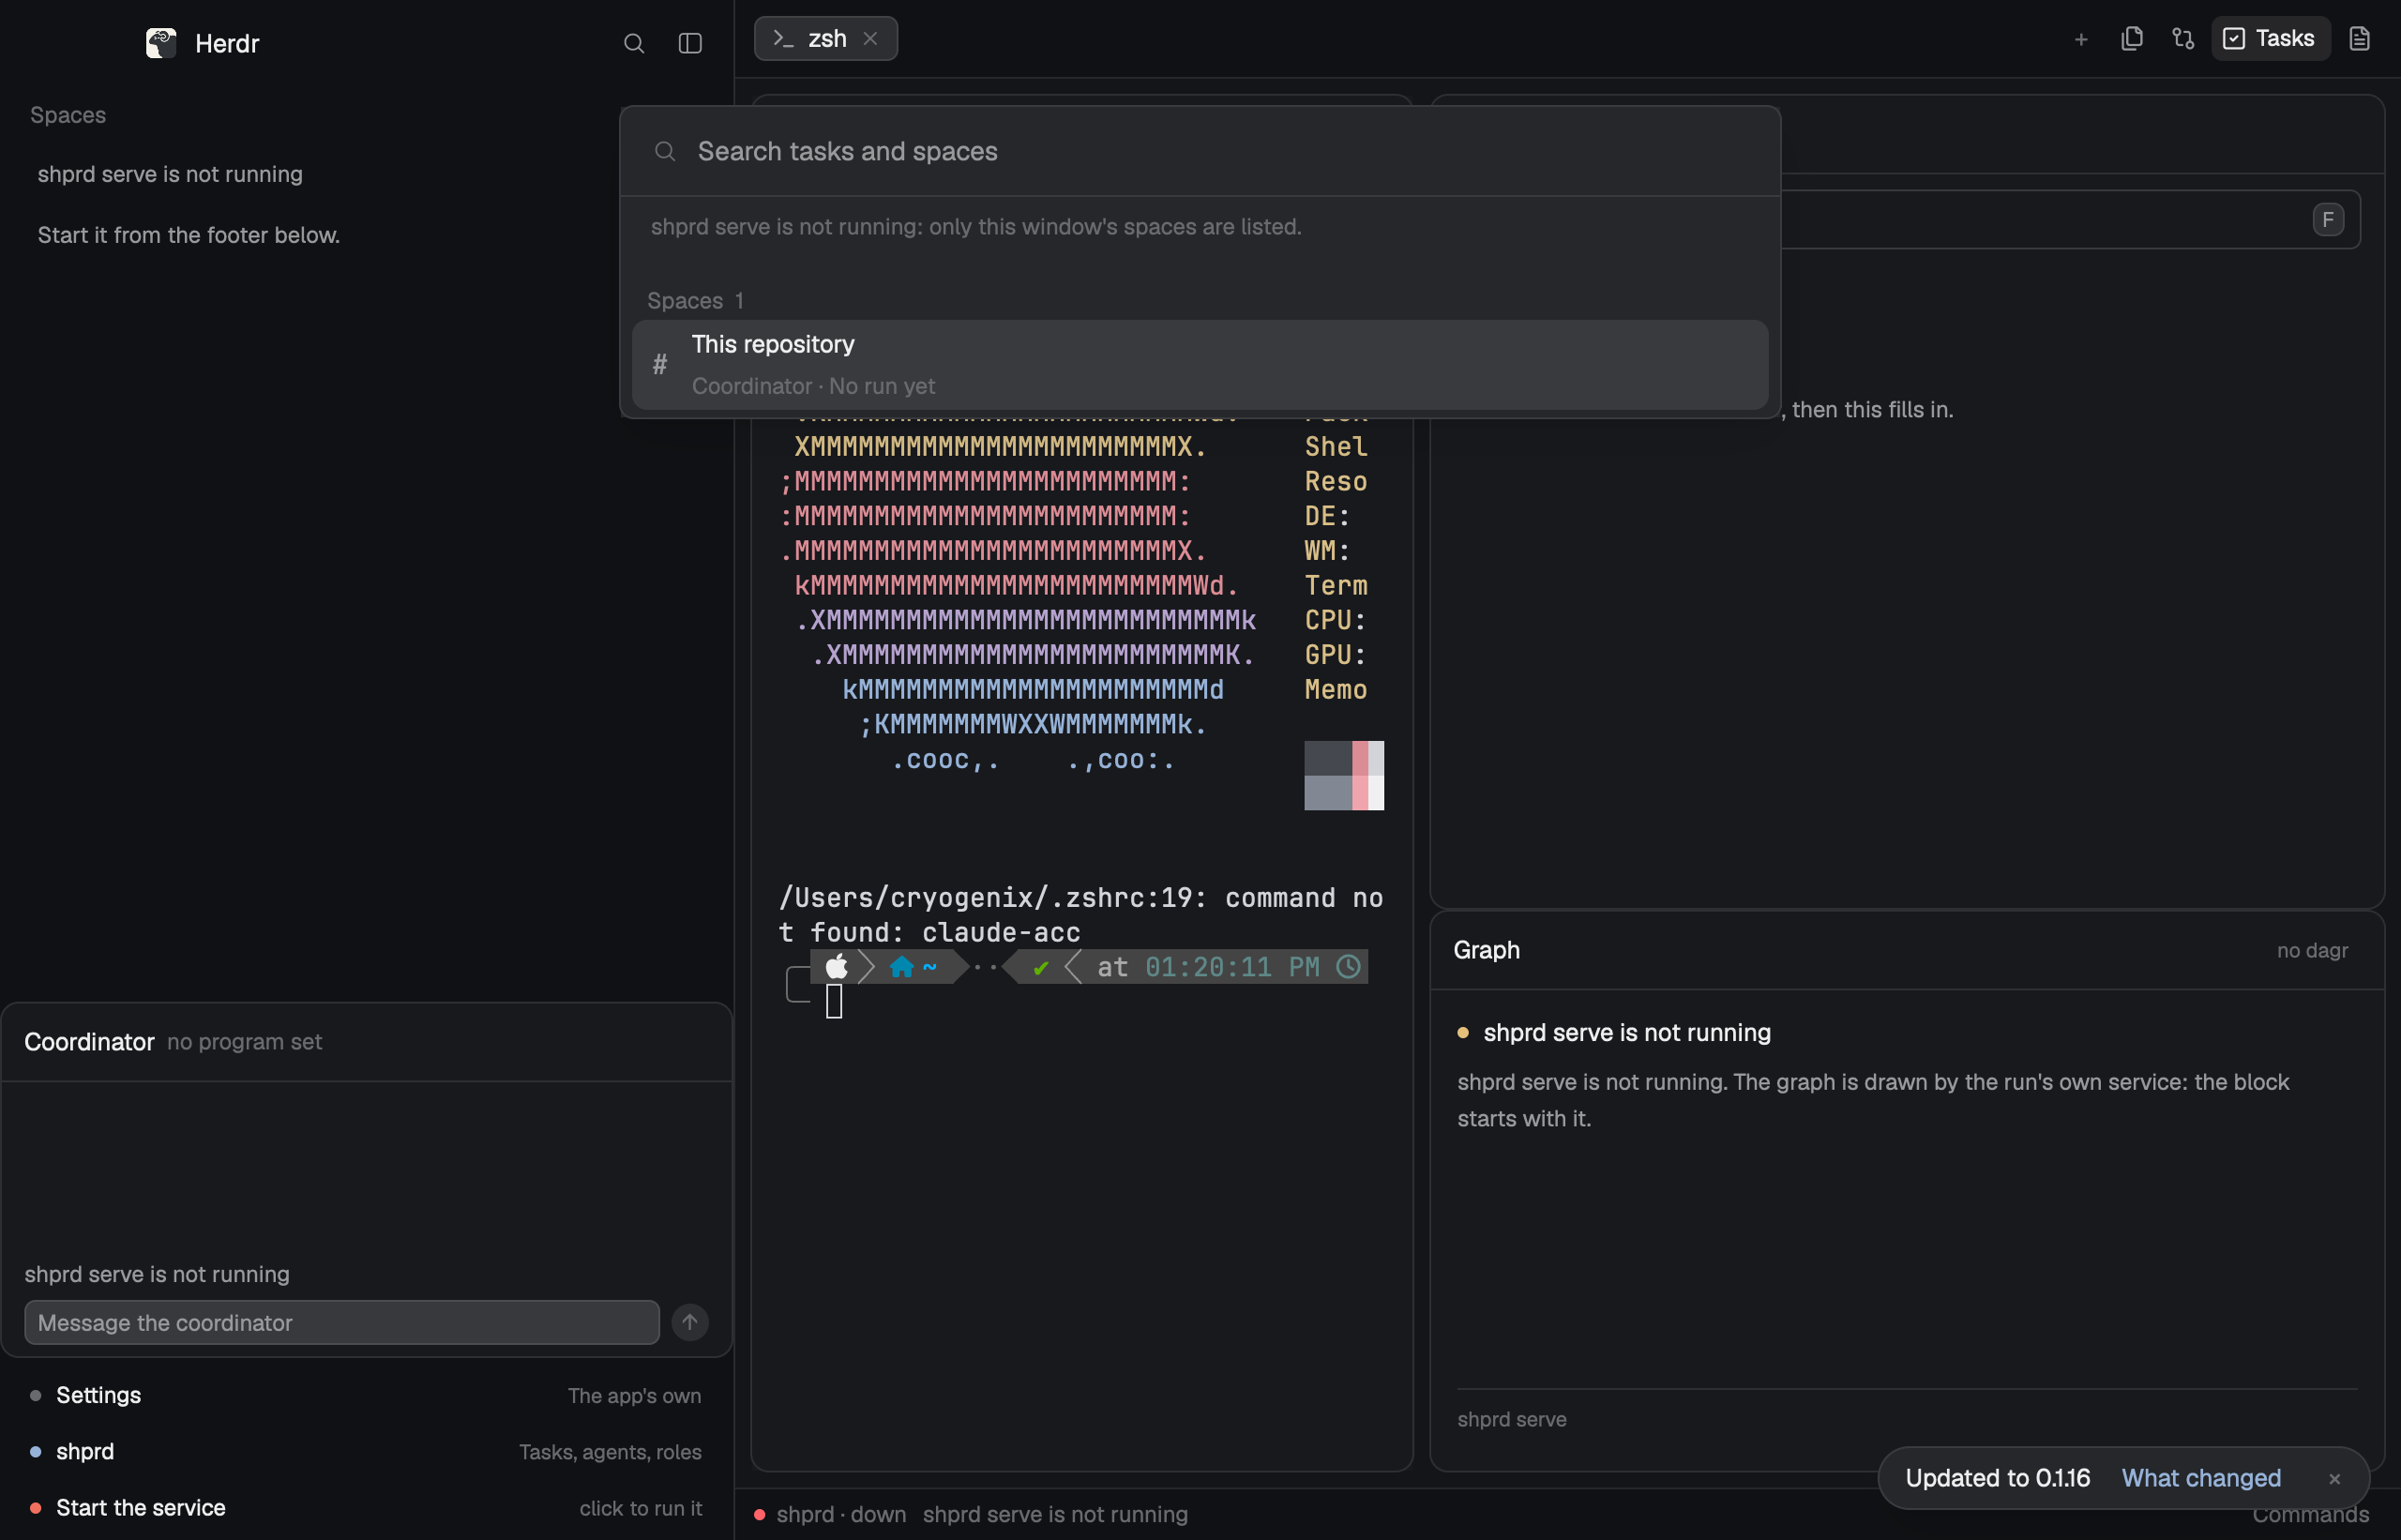 Herdr
Spaces
shprd serve is not running
Start it from the footer below.
Coordinator no program set
shprd serve is not running
Message the coordinator
Settings The app's own
shprd Tasks, agents, roles
Start the service click to run it
zsh
Tasks
Search tasks and spaces
shprd serve is not running: only this window's spaces are listed.
Spaces 1
# This repository
Coordinator · No run yet
XMMMMMMMMMMMMMMMMMMMMMMMX. Shel
;MMMMMMMMMMMMMMMMMMMMMMMM: Reso
:MMMMMMMMMMMMMMMMMMMMMMMM: DE:
.MMMMMMMMMMMMMMMMMMMMMMMMX. WM:
kMMMMMMMMMMMMMMMMMMMMMMMMWd. Term
.XMMMMMMMMMMMMMMMMMMMMMMMMMMk CPU:
.XMMMMMMMMMMMMMMMMMMMMMMMMK. GPU:
kMMMMMMMMMMMMMMMMMMMMMMd Memo
;KMMMMMMMWXXWMMMMMMMk.
.cooc,. .,coo:.
/Users/cryogenix/.zshrc:19: command no
t found: claude-acc
~ ·· ✔ at 01:20:11 PM
F
, then this fills in.
Graph no dagr
shprd serve is not running
shprd serve is not running. The graph is drawn by the run's own service: the block
starts with it.
shprd serve
Updated to 0.1.16 What changed ×
shprd · down shprd serve is not running
Commands